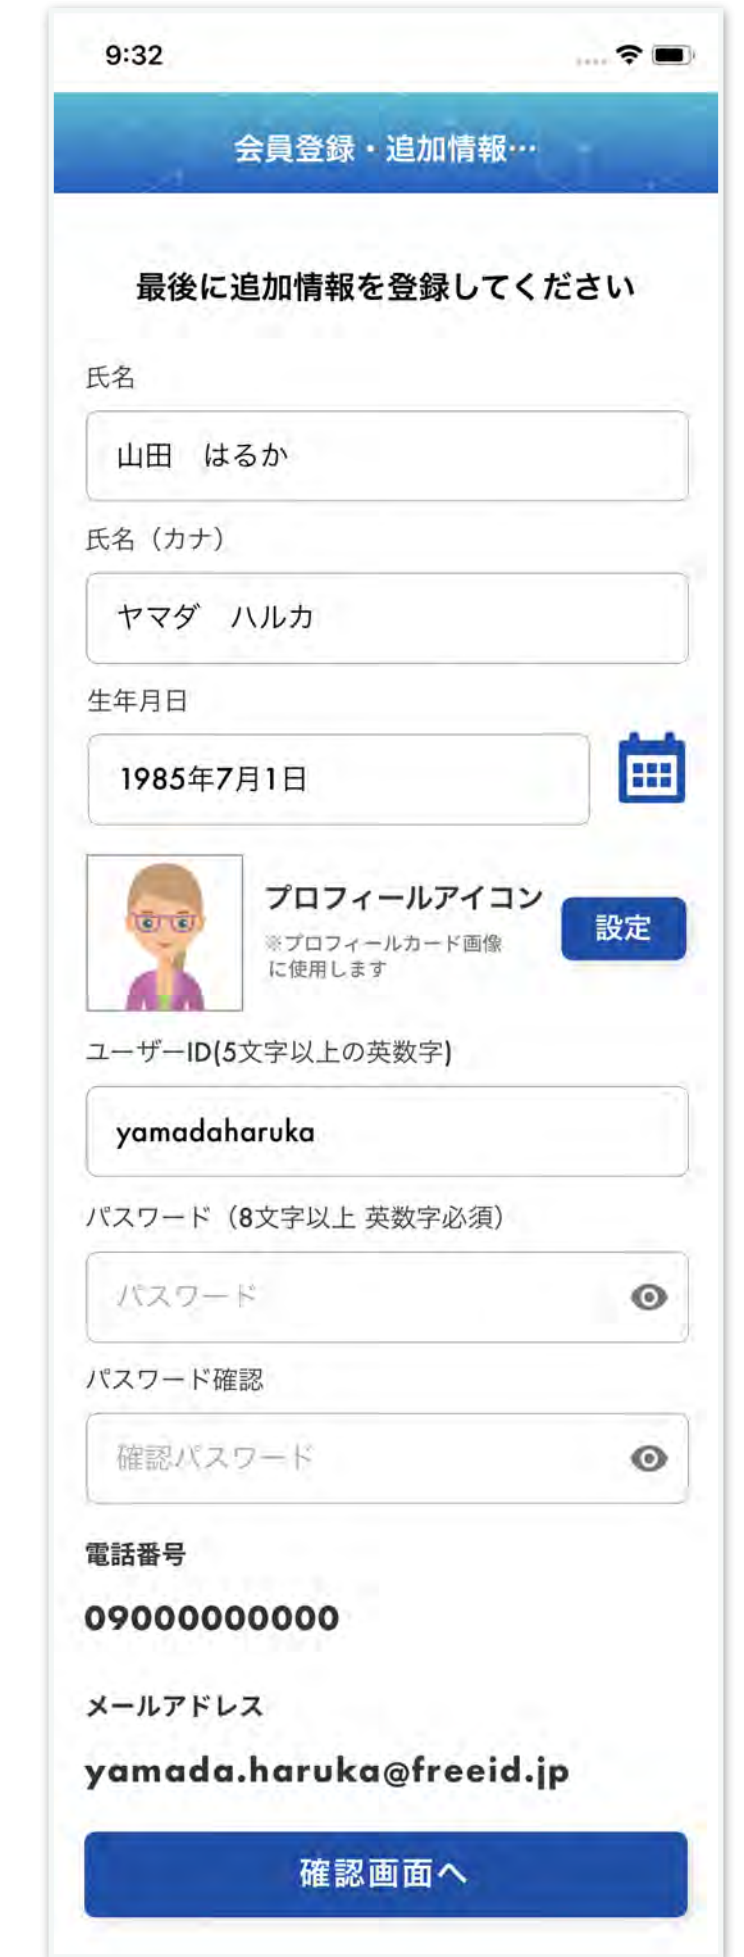 9:32
会員登録・追加情報…
最後に追加情報を登録してください
氏名
山田　はるか
氏名（カナ）
ヤマダ　ハルカ
生年月日
1985年7月1日
プロフィールアイコン
※プロフィールカード画像
に使用します
設定
ユーザーID(5文字以上の英数字)
yamadaharuka
パスワード（8文字以上 英数字必須）
パスワード
パスワード確認
確認パスワード
電話番号
09000000000
メールアドレス
yamada.haruka@freeid.jp
確認画面へ